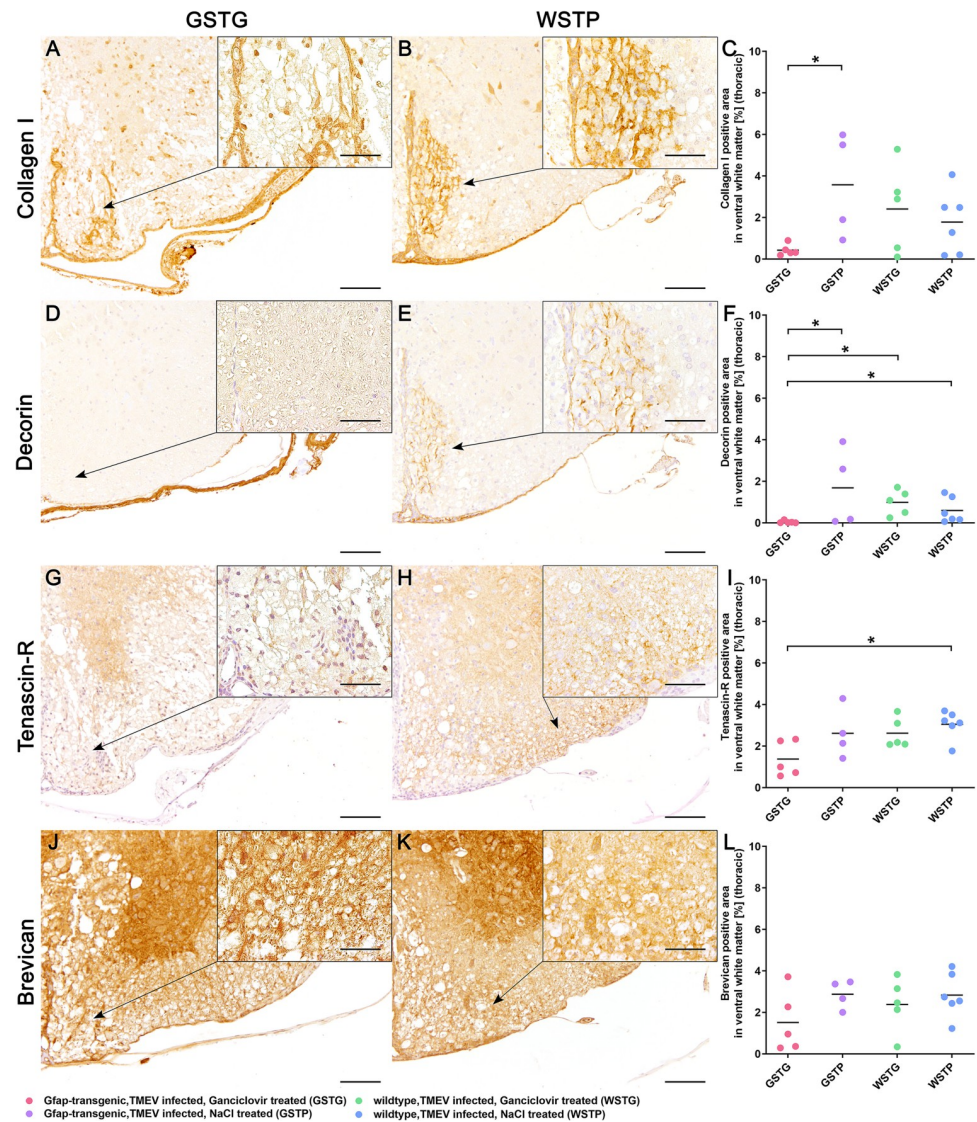 GSTG
WSTP
A
B
C
Collagen I
Collagen I positive area
in ventral white matter [%] (thoracic)
10
8
6
4
2
0
*
GSTG
GSTP
WSTG
WSTP
D
E
F
Decorin
Decorin positive area
in ventral white matter [%] (thoracic)
10
8
6
4
2
0
*
*
*
GSTG
GSTP
WSTG
WSTP
G
H
I
Tenascin-R
Tenascin-R positive area
in ventral white matter [%] (thoracic)
10
8
6
4
2
0
*
GSTG
GSTP
WSTG
WSTP
J
K
L
Brevican
Brevican positive area
in ventral white matter [%] (thoracic)
10
8
6
4
2
0
GSTG
GSTP
WSTG
WSTP
Gfap-transgenic,TMEV infected, Ganciclovir treated (GSTG)
wildtype,TMEV infected, Ganciclovir treated (WSTG)
Gfap-transgenic,TMEV infected, NaCl treated (GSTP)
wildtype,TMEV infected, NaCl treated (WSTP)